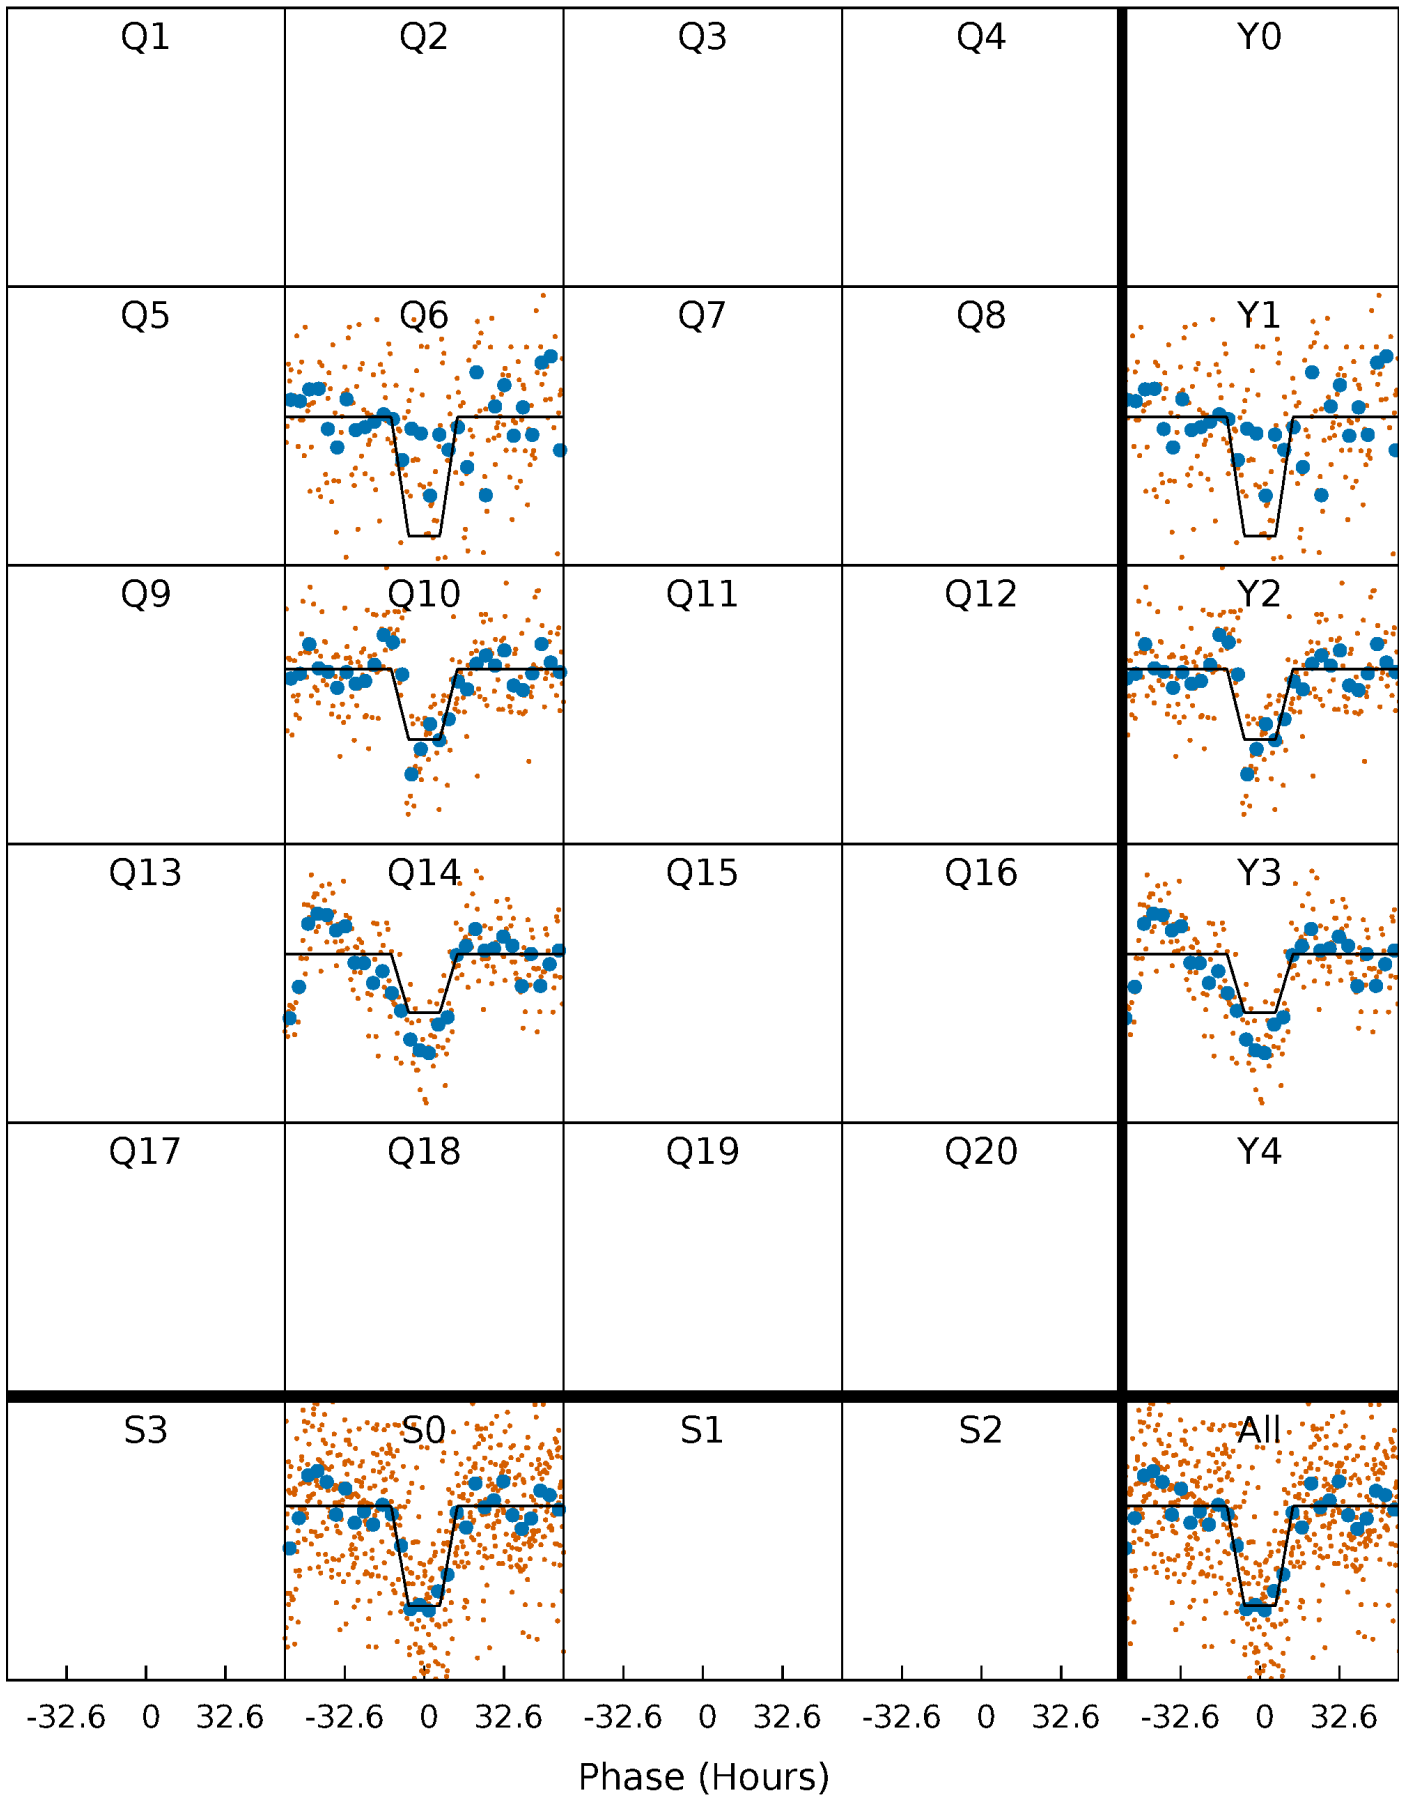 Q1 Q2 Q3 Q4 Y0
Q5 Q6 Q7 Q8 Y1
Q9 Q10 Q11 Q12 Y2
Q13 Q14 Q15 Q16 Y3
Q17 Q18 Q19 Q20 Y4
S3 S0 S1 S2 All
-32.6 0 32.6 -32.6 0 32.6 -32.6 0 32.6 -32.6 0 32.6 -32.6 0 32.6
Phase (Hours)